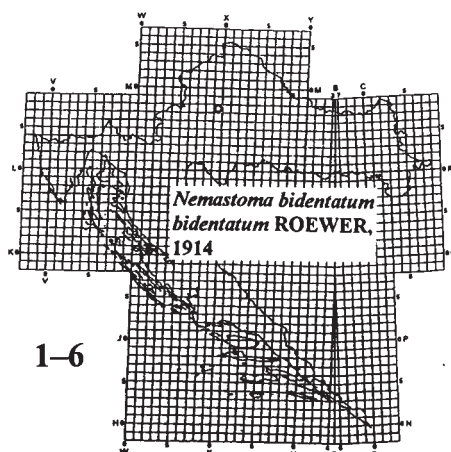 W X Y
V M M B C
L R
Nemastoma bidentatum
bidentatum ROEWER,
1914
K
V
J P
1–6
H N
W